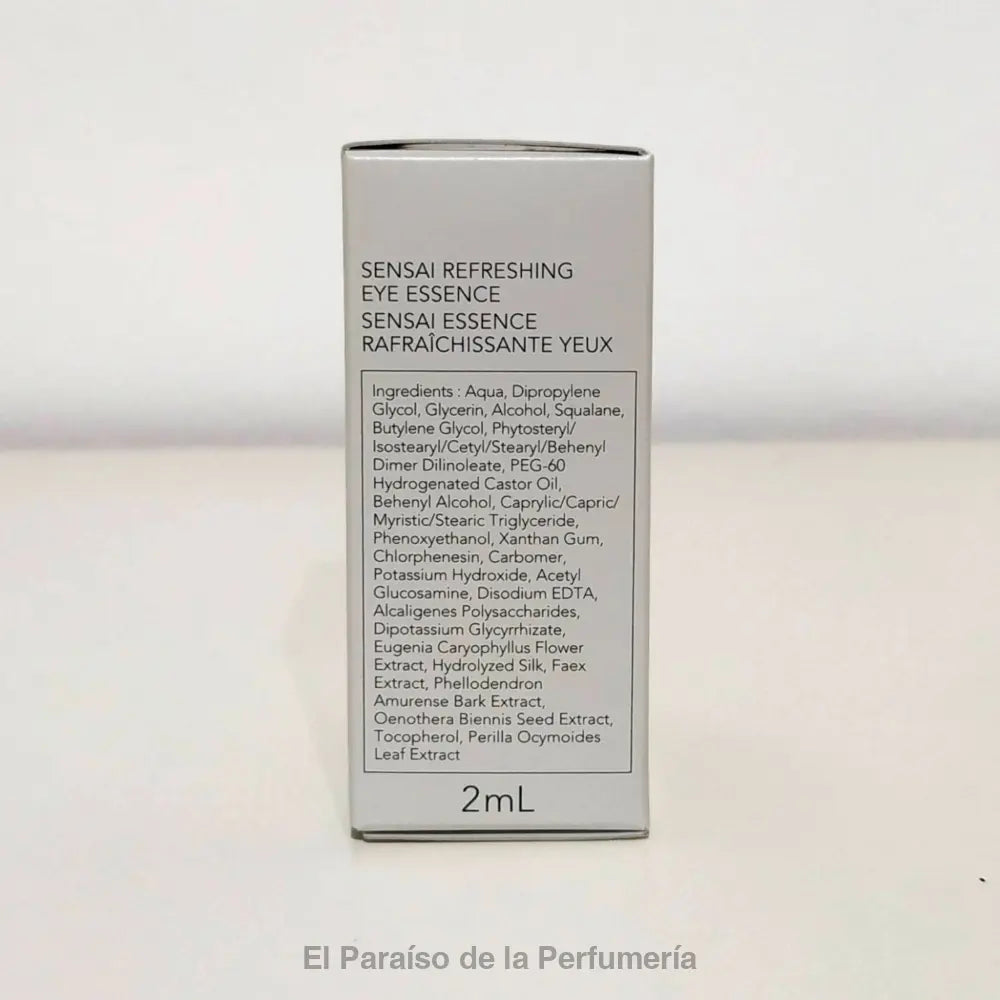 SENSAI REFRESHING
EYE ESSENCE
SENSAI ESSENCE
RAFRAÎCHISSANTE YEUX
Ingredients : Aqua, Dipropylene
Glycol, Glycerin, Alcohol, Squalane,
Butylene Glycol, Phytosteryl/
Isostearyl/Cetyl/Stearyl/Behenyl
Dimer Dilinoleate, PEG-60
Hydrogenated Castor Oil,
Behenyl Alcohol, Caprylic/Capric/
Myristic/Stearic Triglyceride,
Phenoxyethanol, Xanthan Gum,
Chlorphenesin, Carbomer,
Potassium Hydroxide, Acetyl
Glucosamine, Disodium EDTA,
Alcaligenes Polysaccharides,
Dipotassium Glycyrrhizate,
Eugenia Caryophyllus Flower
Extract, Hydrolyzed Silk, Faex
Extract, Phellodendron
Amurense Bark Extract,
Oenothera Biennis Seed Extract,
Tocopherol, Perilla Ocymoides
Leaf Extract
2mL
El Paraíso de la Perfumería